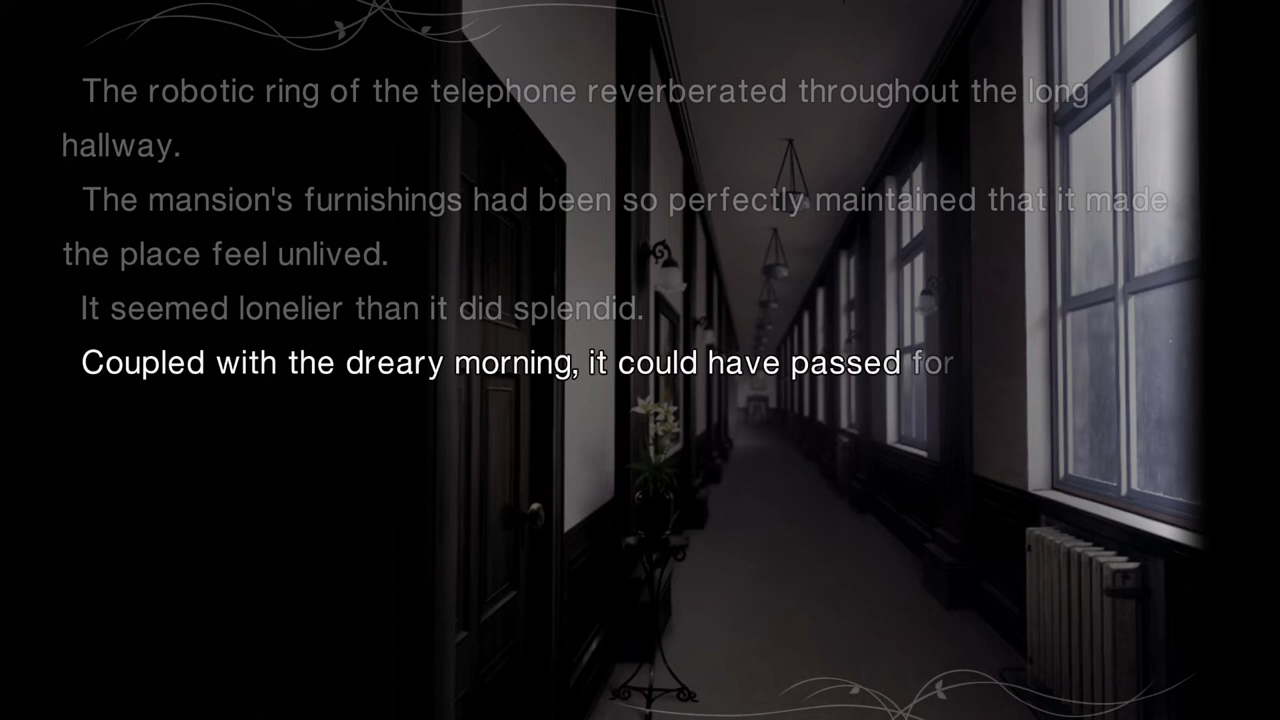 The robotic ring of the telephone reverberated throughout the long
hallway.
The mansion's furnishings had been so perfectly maintained that it made
the place feel unlived.
It seemed lonelier than it did splendid.
Coupled with the dreary morning, it could have passed for